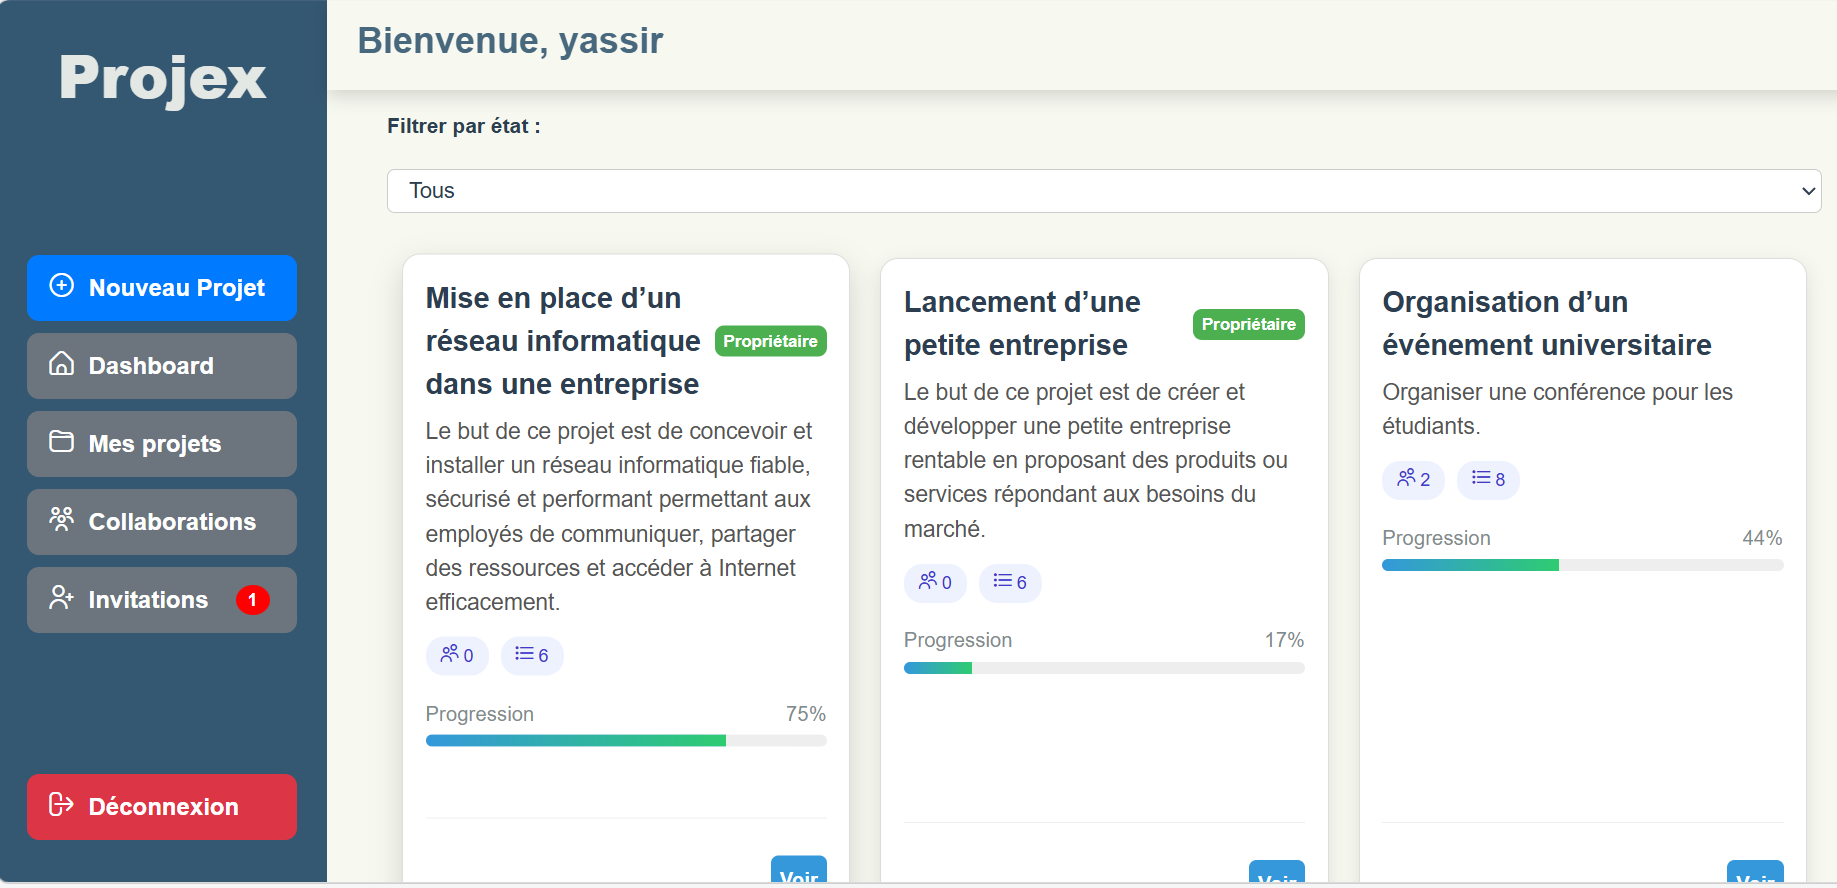 Projex
Nouveau Projet
Dashboard
Mes projets
Collaborations
Invitations 1
Déconnexion
Bienvenue, yassir
Filtrer par état :
Tous
Mise en place d’un
réseau informatique
dans une entreprise
Propriétaire
Le but de ce projet est de concevoir et
installer un réseau informatique fiable,
sécurisé et performant permettant aux
employés de communiquer, partager
des ressources et accéder à Internet
efficacement.
0 6
Progression 75%
Voir
Lancement d’une
petite entreprise
Propriétaire
Le but de ce projet est de créer et
développer une petite entreprise
rentable en proposant des produits ou
services répondant aux besoins du
marché.
0 6
Progression 17%
Voir
Organisation d’un
événement universitaire
Organiser une conférence pour les
étudiants.
2 8
Progression 44%
Voir